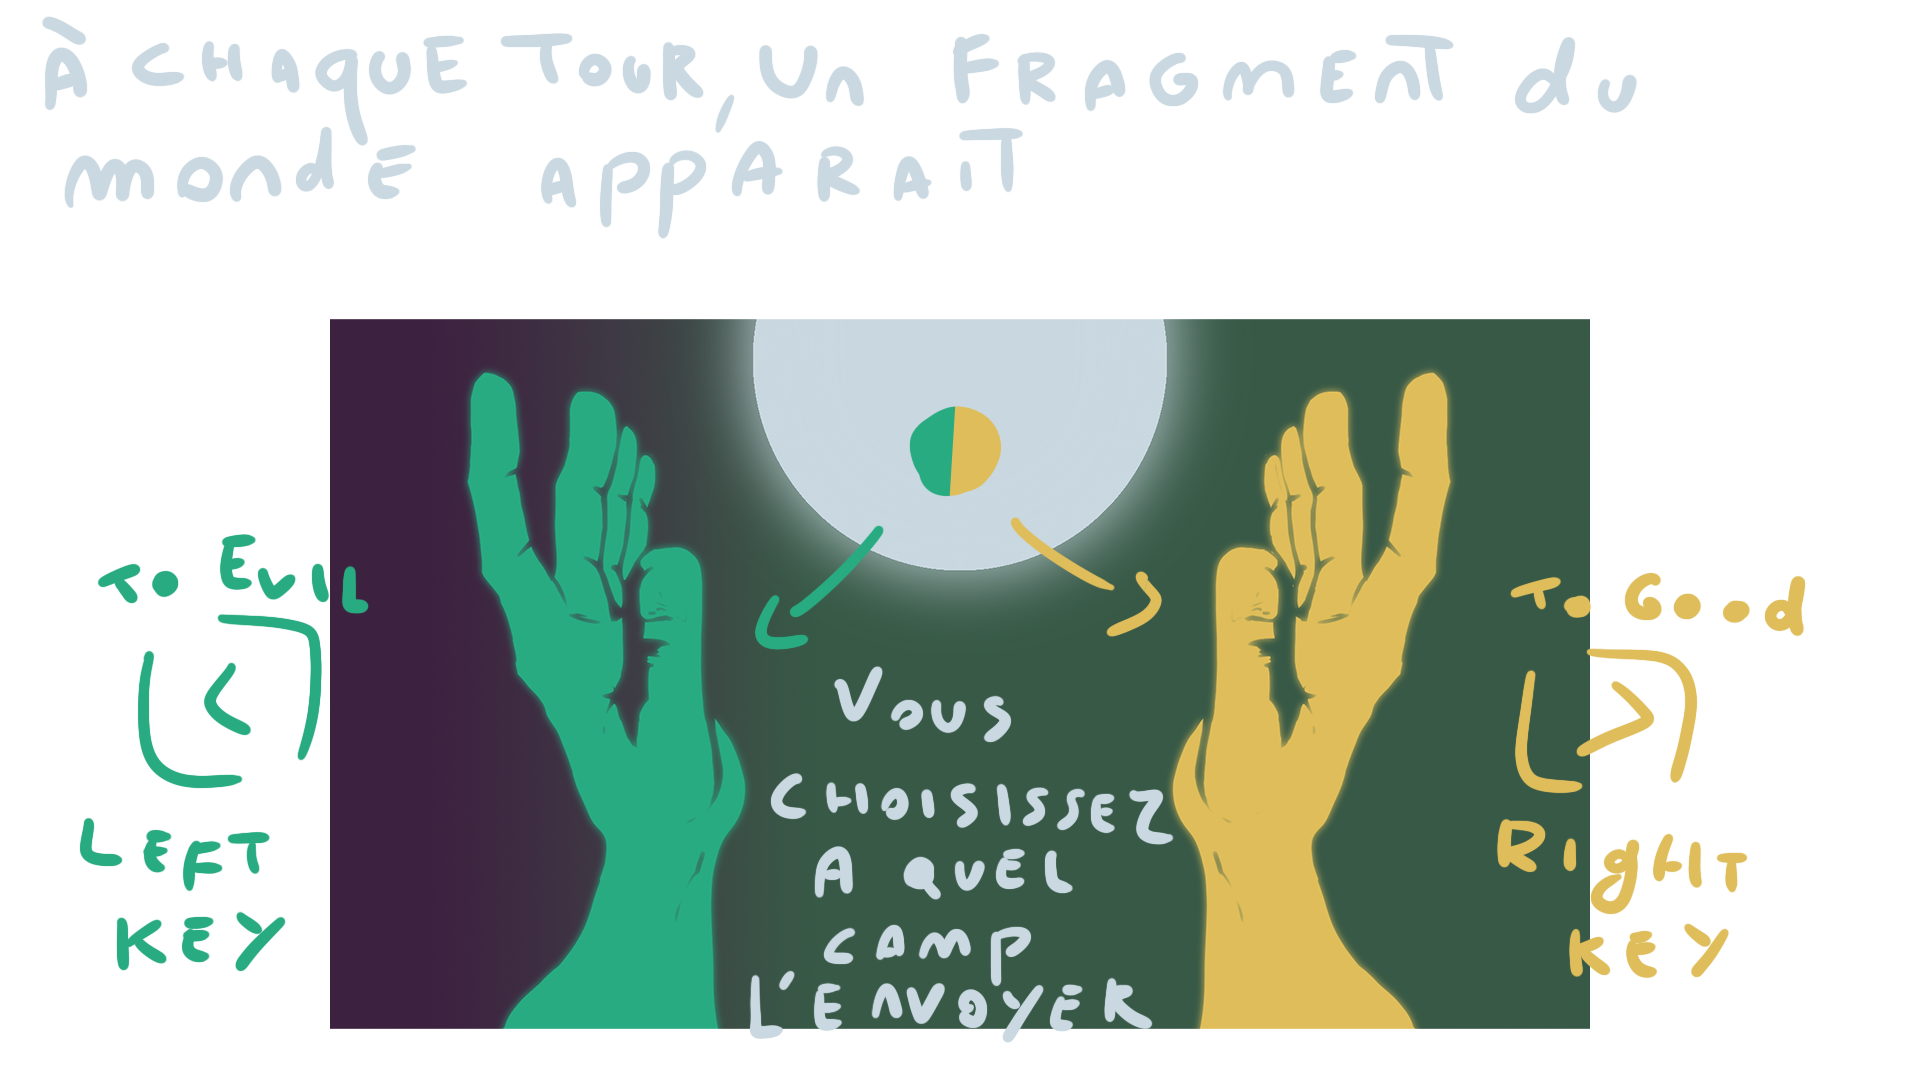 À CHAQUE TOUR, Un FRAGMENT du
mondE appARAiT
To EvIL
<
LEFT
KEY
Vous
CHOISISSEZ
A QUEL
CAmp
L'EnvoyER
To Good
>
RIgHT
KEY